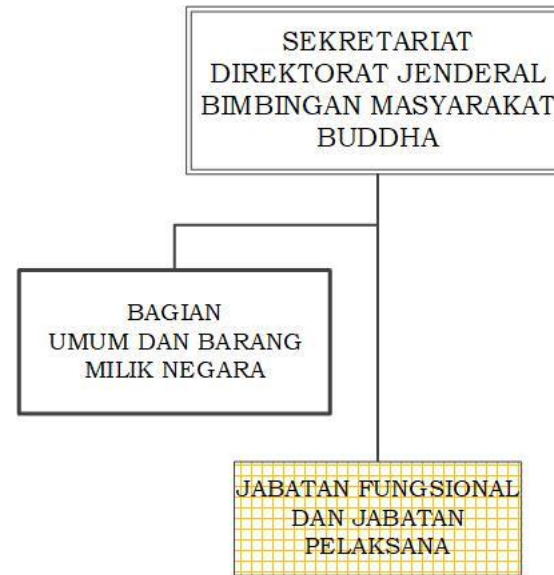 SEKRETARIAT
DIREKTORAT JENDERAL
BIMBINGAN MASYARAKAT
BUDDHA
BAGIAN
UMUM DAN BARANG
MILIK NEGARA
JABATAN FUNGSIONAL
DAN JABATAN
PELAKSANA